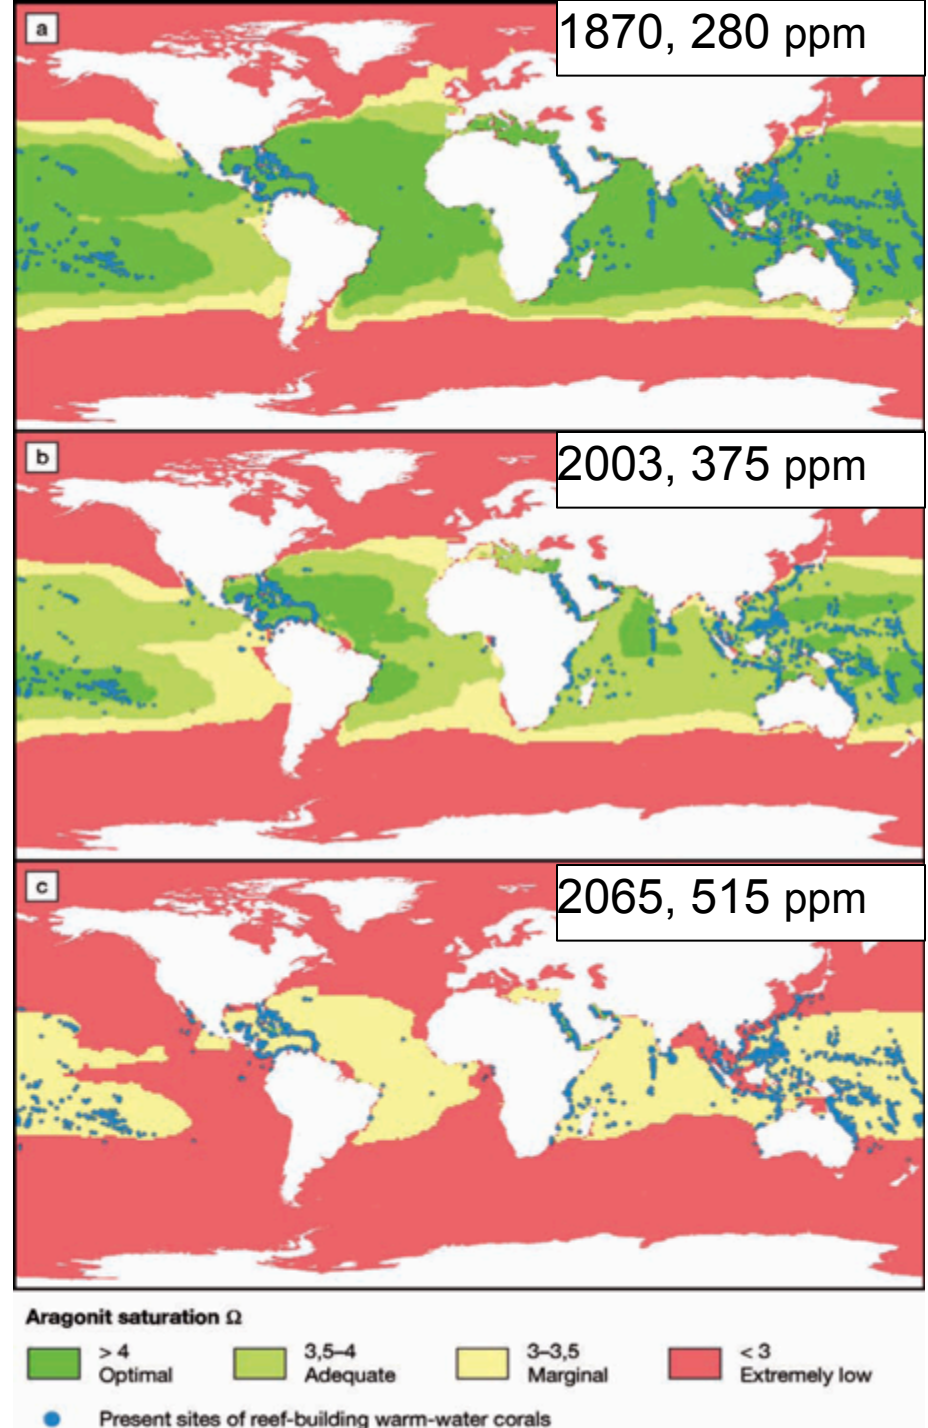 a
1870, 280 ppm
b
2003, 375 ppm
c
2065, 515 ppm
Aragonit saturation Ω
> 4
Optimal
3,5–4
Adequate
3–3,5
Marginal
< 3
Extremely low
Present sites of reef-building warm-water corals